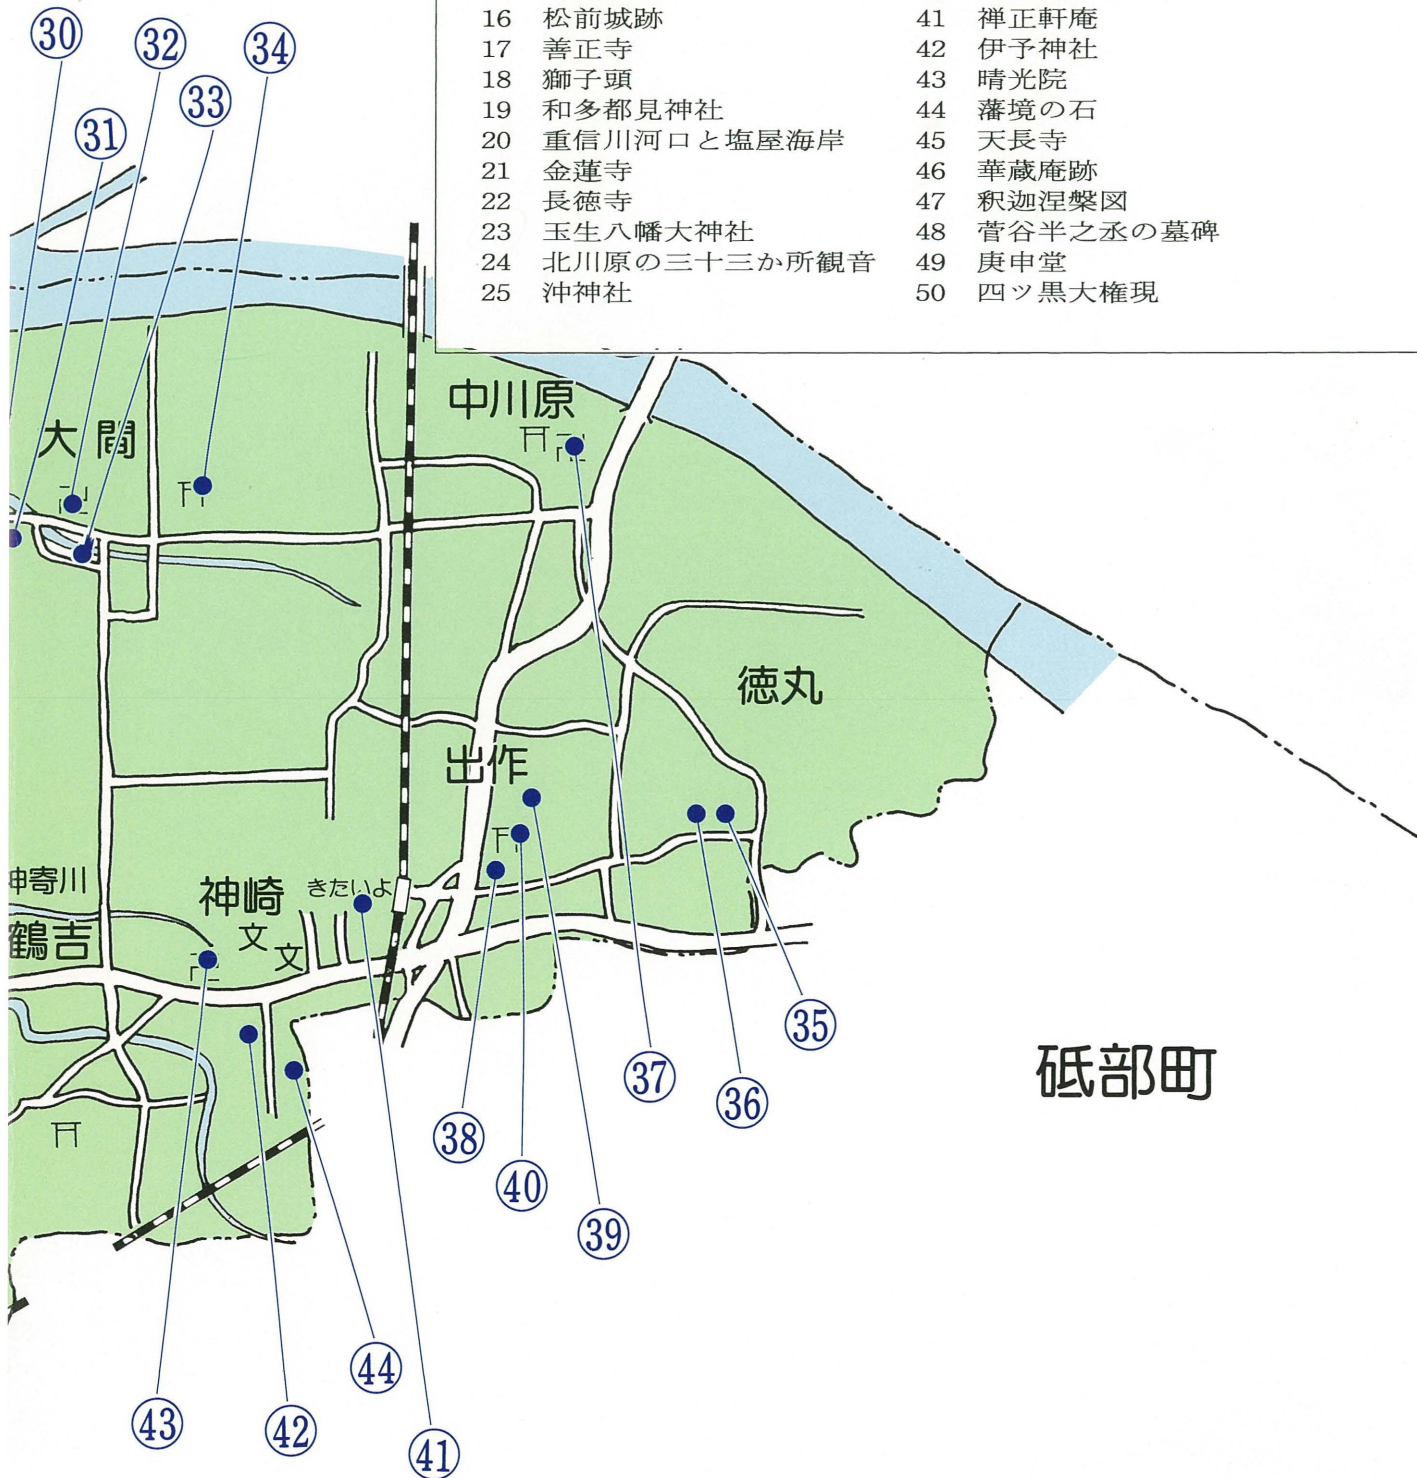 16 松前城跡
17 善正寺
18 獅子頭
19 和多都見神社
20 重信川河口と塩屋海岸
21 金蓮寺
22 長徳寺
23 玉生八幡大神社
24 北川原の三十三か所観音
25 沖神社
41 禅正軒庵
42 伊予神社
43 晴光院
44 藩境の石
45 天長寺
46 華蔵庵跡
47 釈迦涅槃図
48 菅谷半之丞の墓碑
49 庚申堂
50 四ツ黒大権現
30
32
34
33
31
中川原
大間
徳丸
出作
神寄川
神崎
きたいよ
鶴吉
文
文
35
37
36
38
40
39
砥部町
44
43
42
41